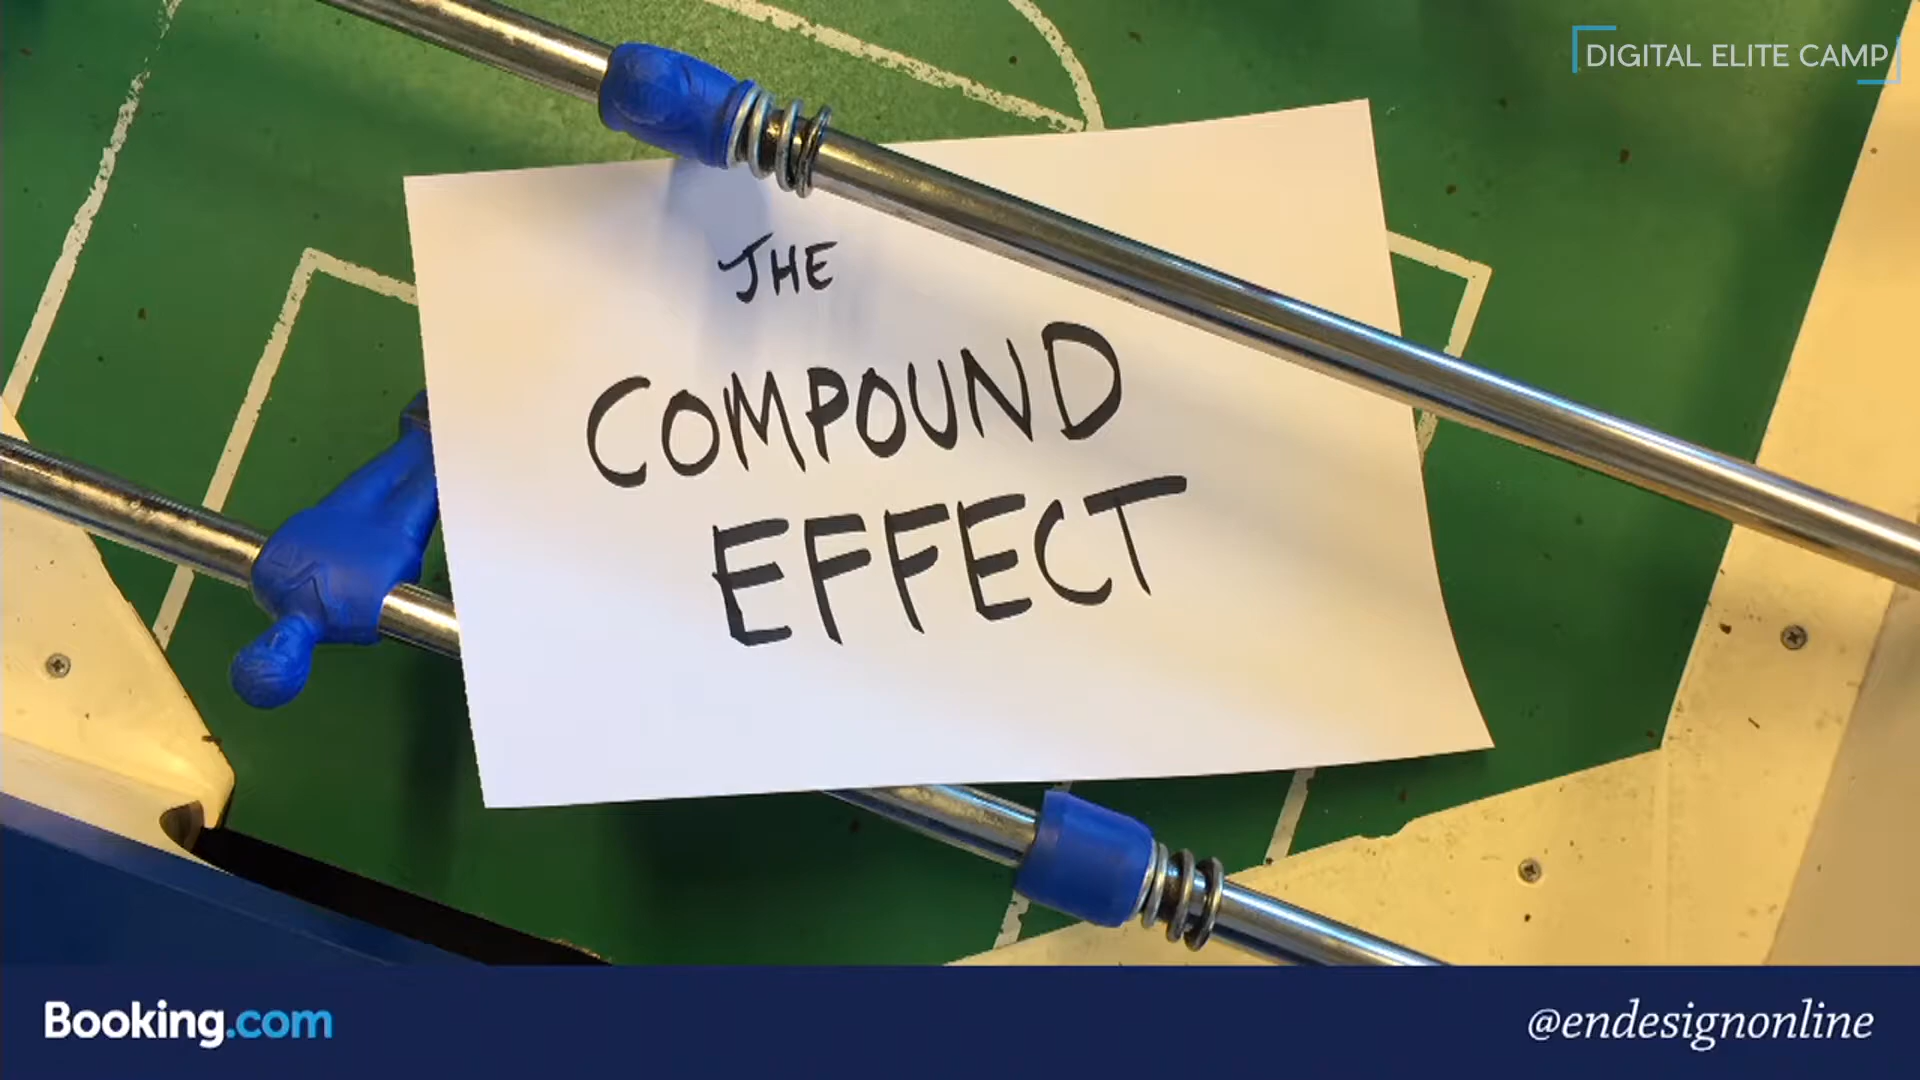 DIGITAL ELITE CAMP
THE
COMPOUND
EFFECT
Booking.com
@endesignonline